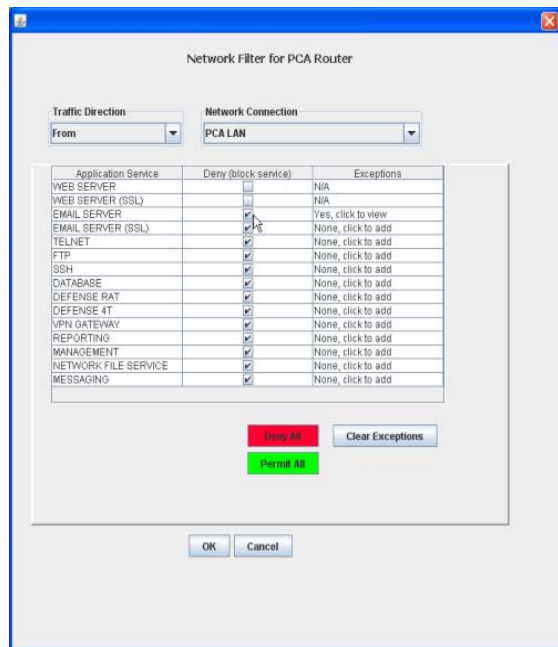 Network Filter for PCA Router
Traffic Direction Network Connection
From PCA LAN
Application Service Deny (block service) Exceptions
WEB SERVER N/A
WEB SERVER (SSL) N/A
EMAIL SERVER Yes, click to view
EMAIL SERVER (SSL) None, click to add
TELNET None, click to add
FTP None, click to add
SSH None, click to add
DATABASE None, click to add
DEFENSE RAT None, click to add
DEFENSE 4T None, click to add
VPN GATEWAY None, click to add
REPORTING None, click to add
MANAGEMENT None, click to add
NETWORK FILE SERVICE None, click to add
MESSAGING None, click to add
Deny All Clear Exceptions
Permit All
OK Cancel